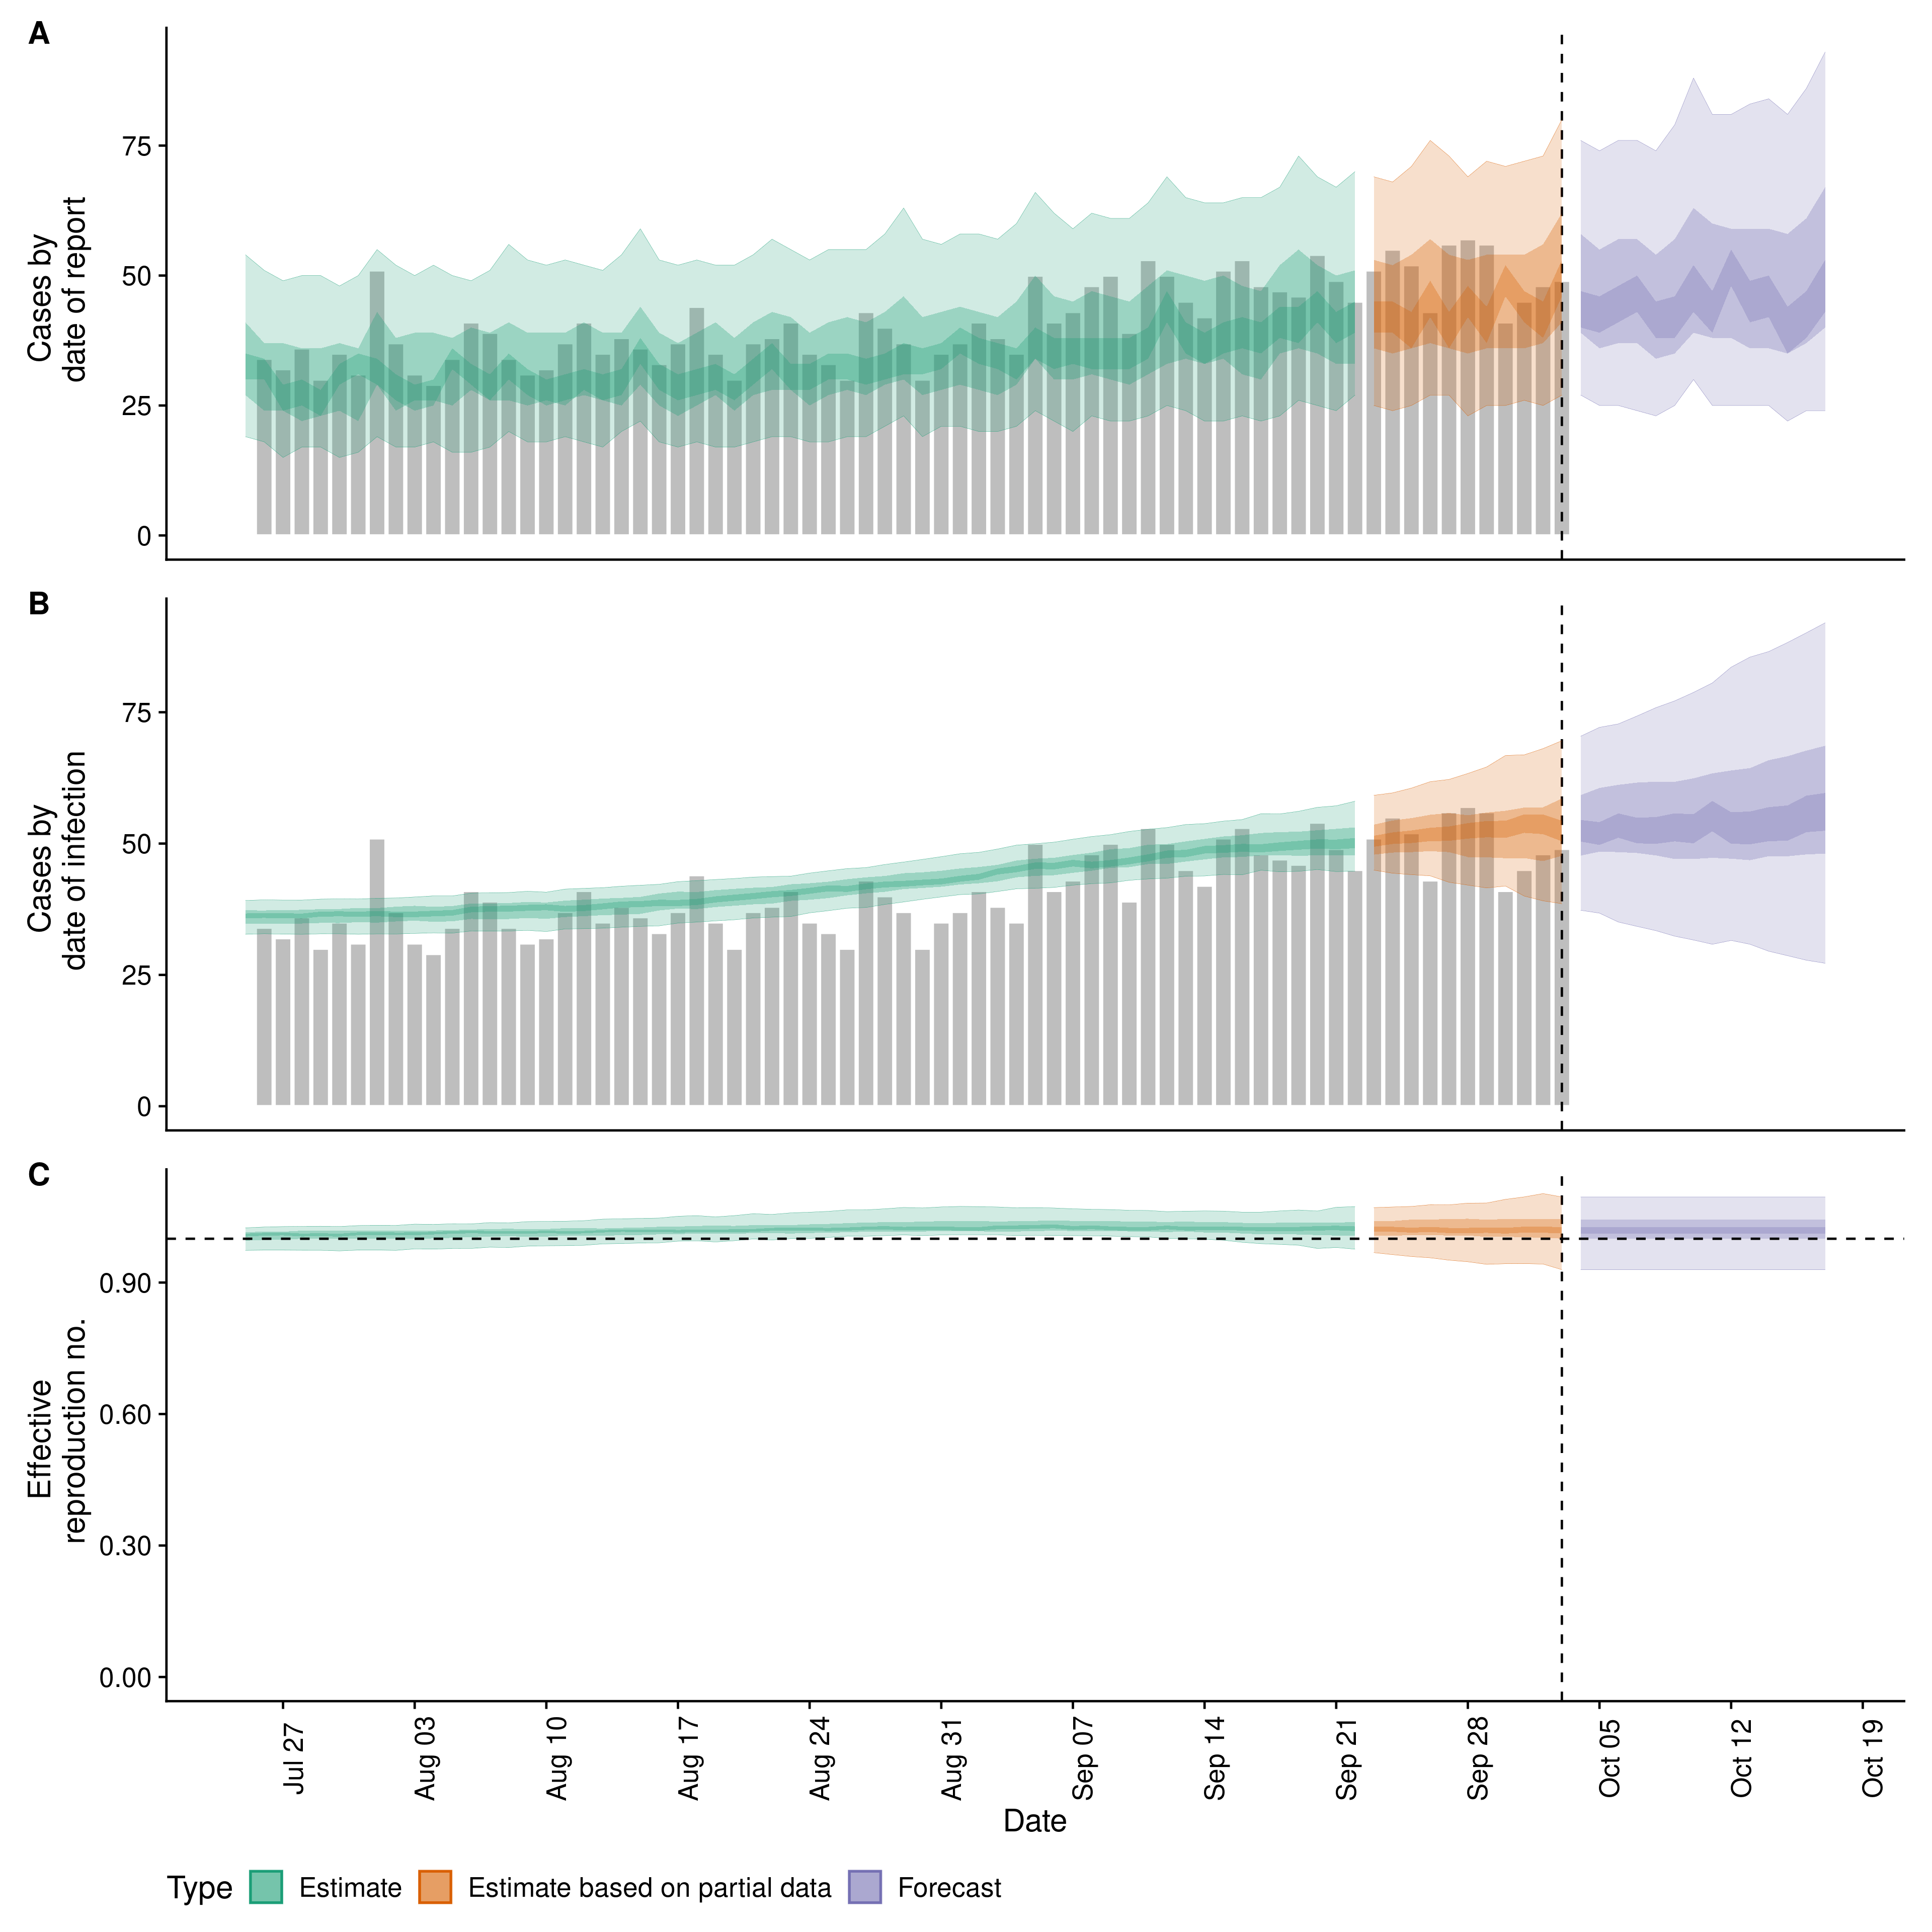 A
Cases by
date of report
75
50
25
0
B
Cases by
date of infection
75
50
25
0
C
Effective
reproduction no.
0.90
0.60
0.30
0.00
Jul 27
Aug 03
Aug 10
Aug 17
Aug 24
Aug 31
Sep 07
Sep 14
Sep 21
Sep 28
Oct 05
Oct 12
Oct 19
Date
Type Estimate Estimate based on partial data Forecast